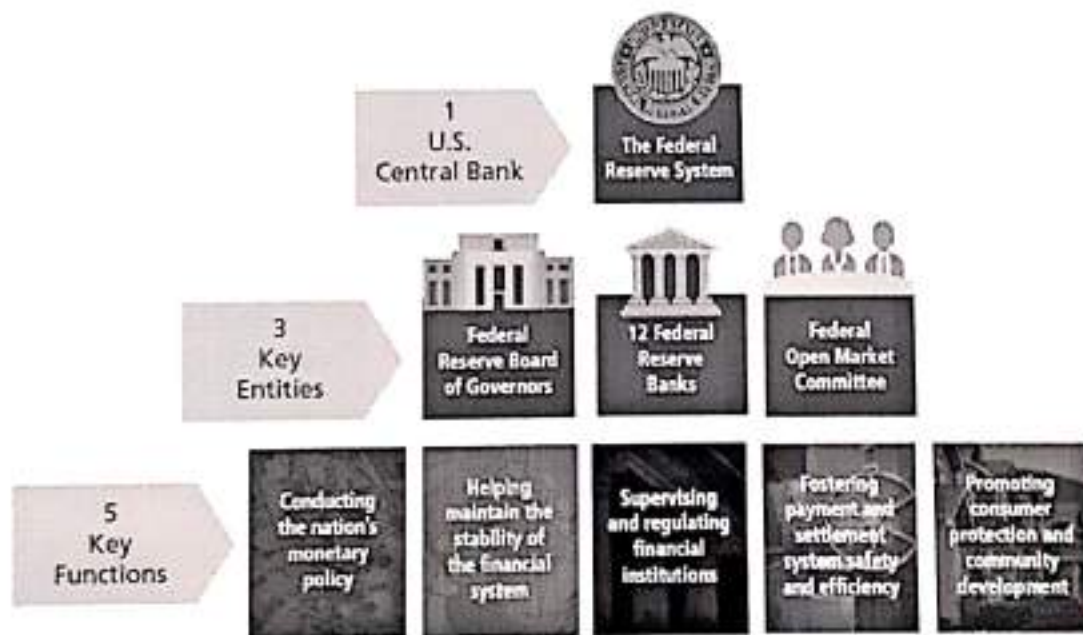 1
U.S.
Central Bank
The Federal
Reserve System
3
Key
Entities
Federal
Reserve Board
of Governors
12 Federal
Reserve
Banks
Federal
Open Market
Committee
5
Key
Functions
Conducting
the nation's
monetary
policy
Helping
maintain the
stability of
the financial
system
Supervising
and regulating
financial
institutions
Fostering
payment and
settlement
system safety
and efficiency
Promoting
consumer
protection and
community
development